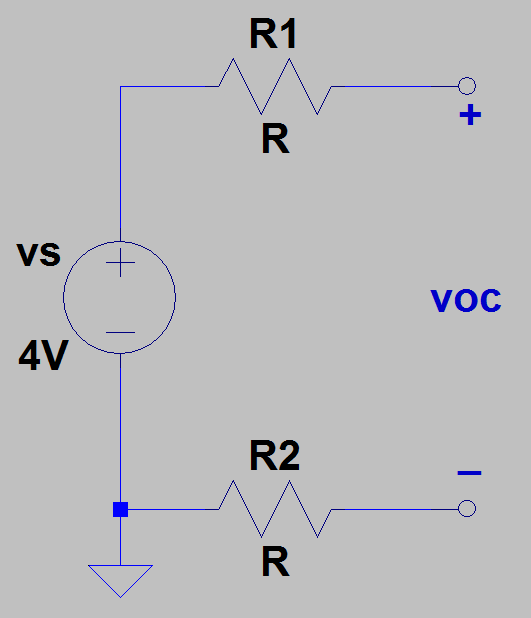 R1
R
+
vs
+
voc
4V
–
R2
–
R